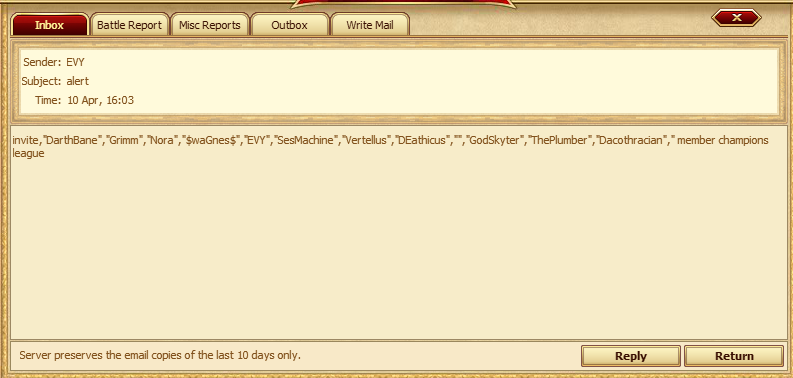 Inbox Battle Report Misc Reports Outbox Write Mail X
Sender: EVY
Subject: alert
Time: 10 Apr, 16:03
invite,"DarthBane","Grimm","Nora","$waGnes$","EVY","SesMachine","Vertellus","DEathicus","","GodSkyter","ThePlumber","Dacothracian"," member champions
league
Server preserves the email copies of the last 10 days only. Reply Return